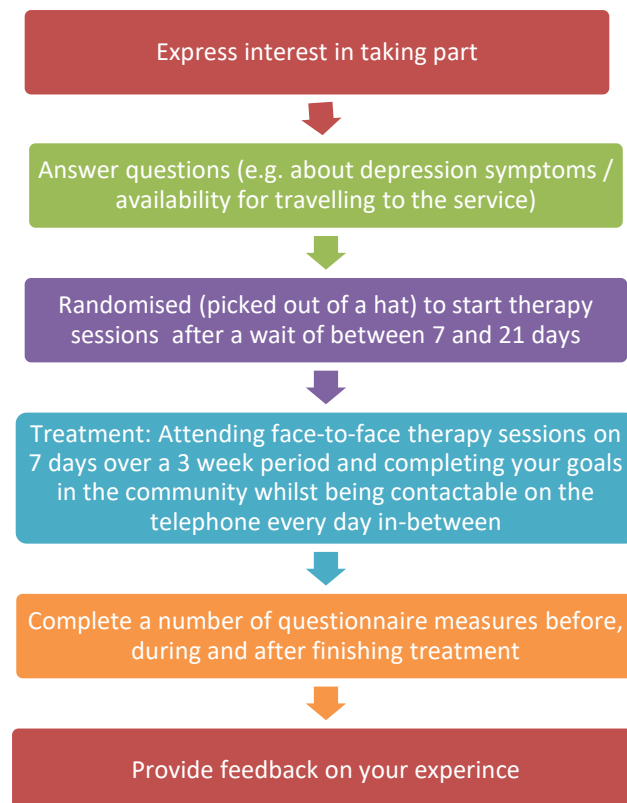 Express interest in taking part
Answer questions (e.g. about depression symptoms /
availability for travelling to the service)
Randomised (picked out of a hat) to start therapy
sessions  after a wait of between 7 and 21 days
Treatment: Attending face-to-face therapy sessions on
7 days over a 3 week period and completing your goals
in the community whilst being contactable on the
telephone every day in-between
Complete a number of questionnaire measures before,
during and after finishing treatment
Provide feedback on your experince